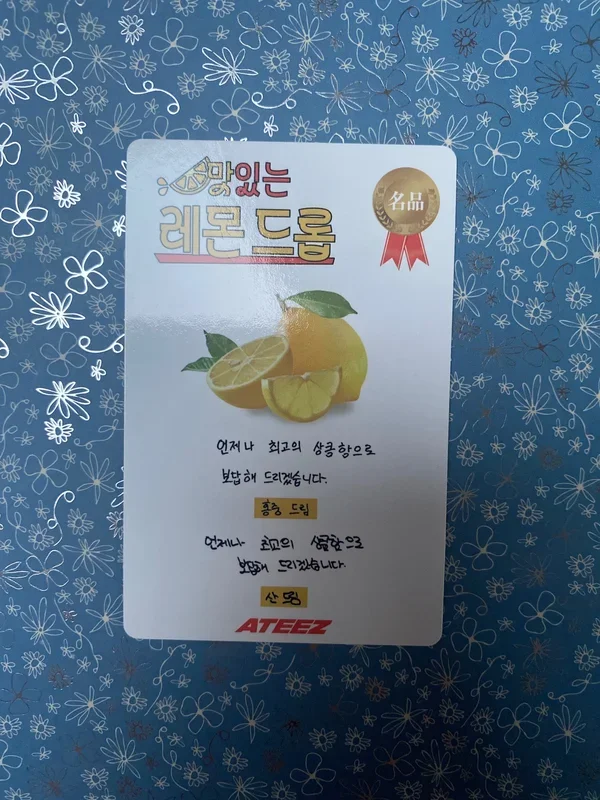 맛있는
名品
레몬 드롭
언제나 최고의 상큼함으로
보답해 드리겠습니다.
홍중 드림
언제나 최고의 상큼함으로
보답해 드리겠습니다.
산 드림
ATEEZ